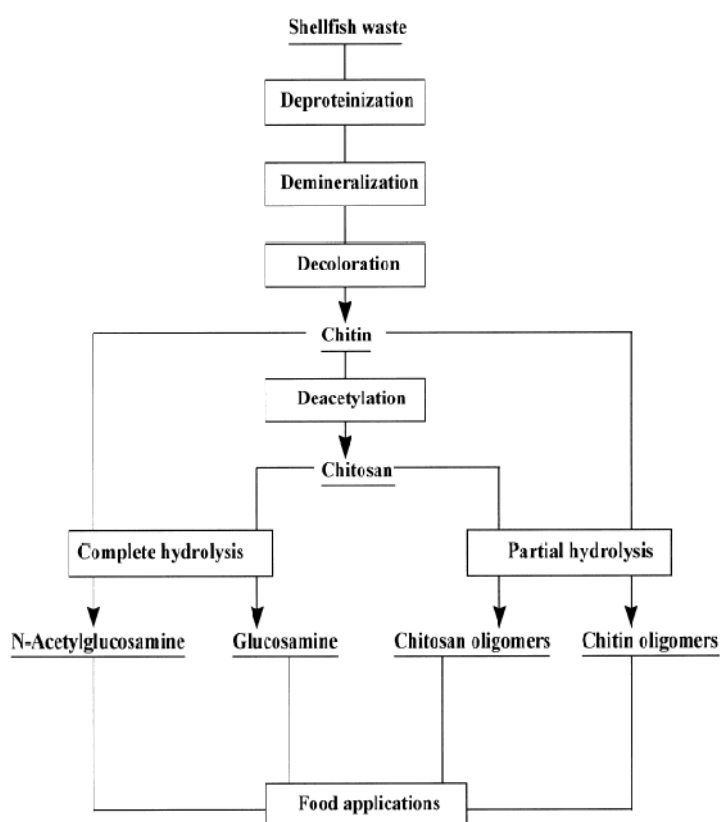 Shellfish waste
Deproteinization
Demineralization
Decoloration
Chitin
Deacetylation
Chitosan
Complete hydrolysis
Partial hydrolysis
N-Acetylglucosamine
Glucosamine
Chitosan oligomers
Chitin oligomers
Food applications